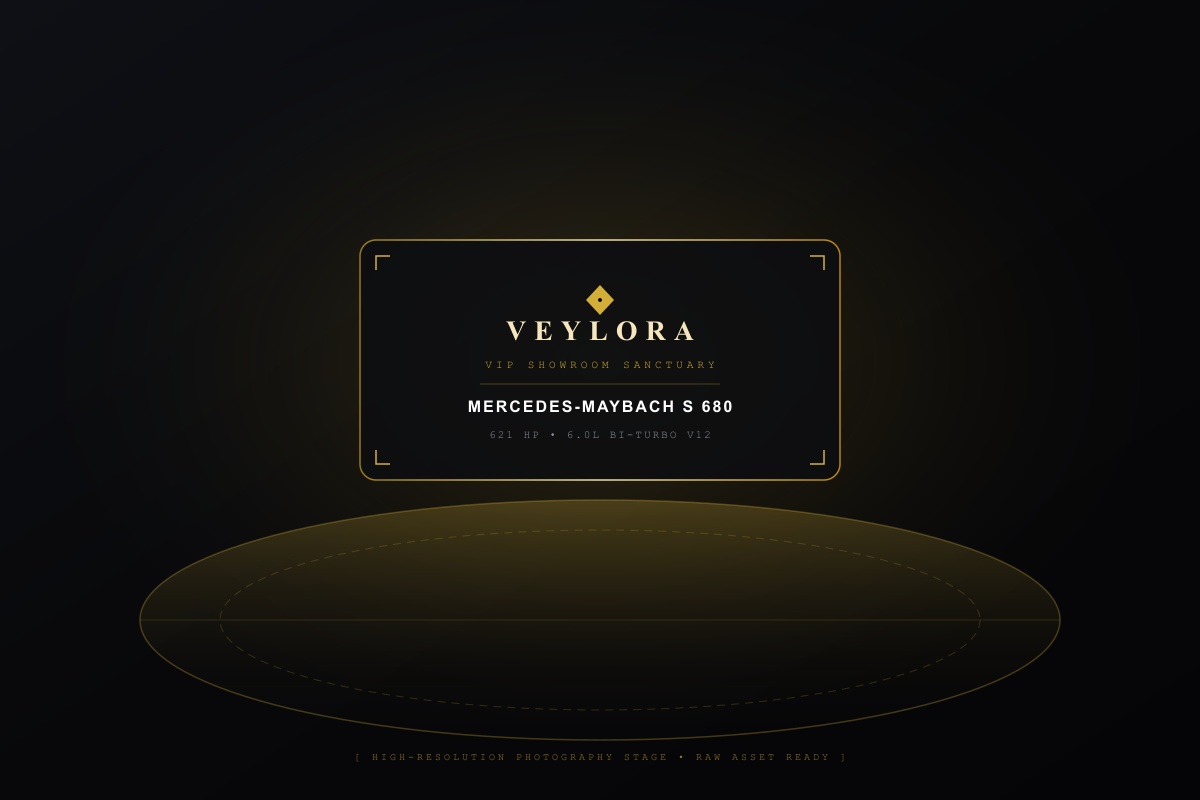 VEYLORA
VIP SHOWROOM SANCTUARY
MERCEDES-MAYBACH S 680
621 HP • 6.0L BI-TURBO V12
[ HIGH-RESOLUTION PHOTOGRAPHY STAGE • RAW ASSET READY ]